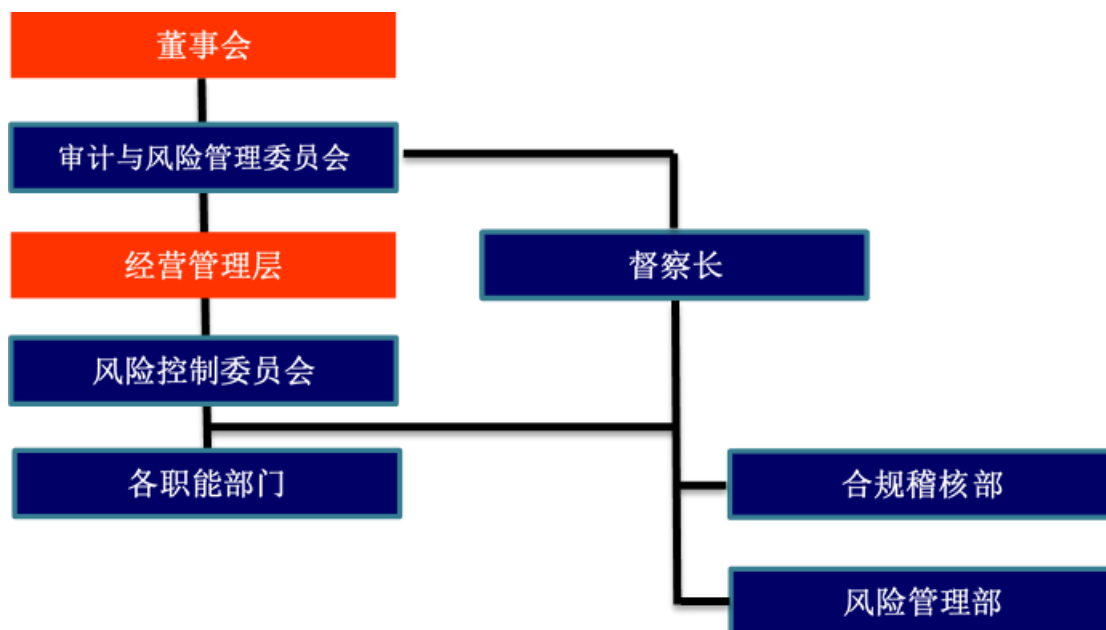 董事会
审计与风险管理委员会
经营管理层
督察长
风险控制委员会
各职能部门
合规稽核部
风险管理部